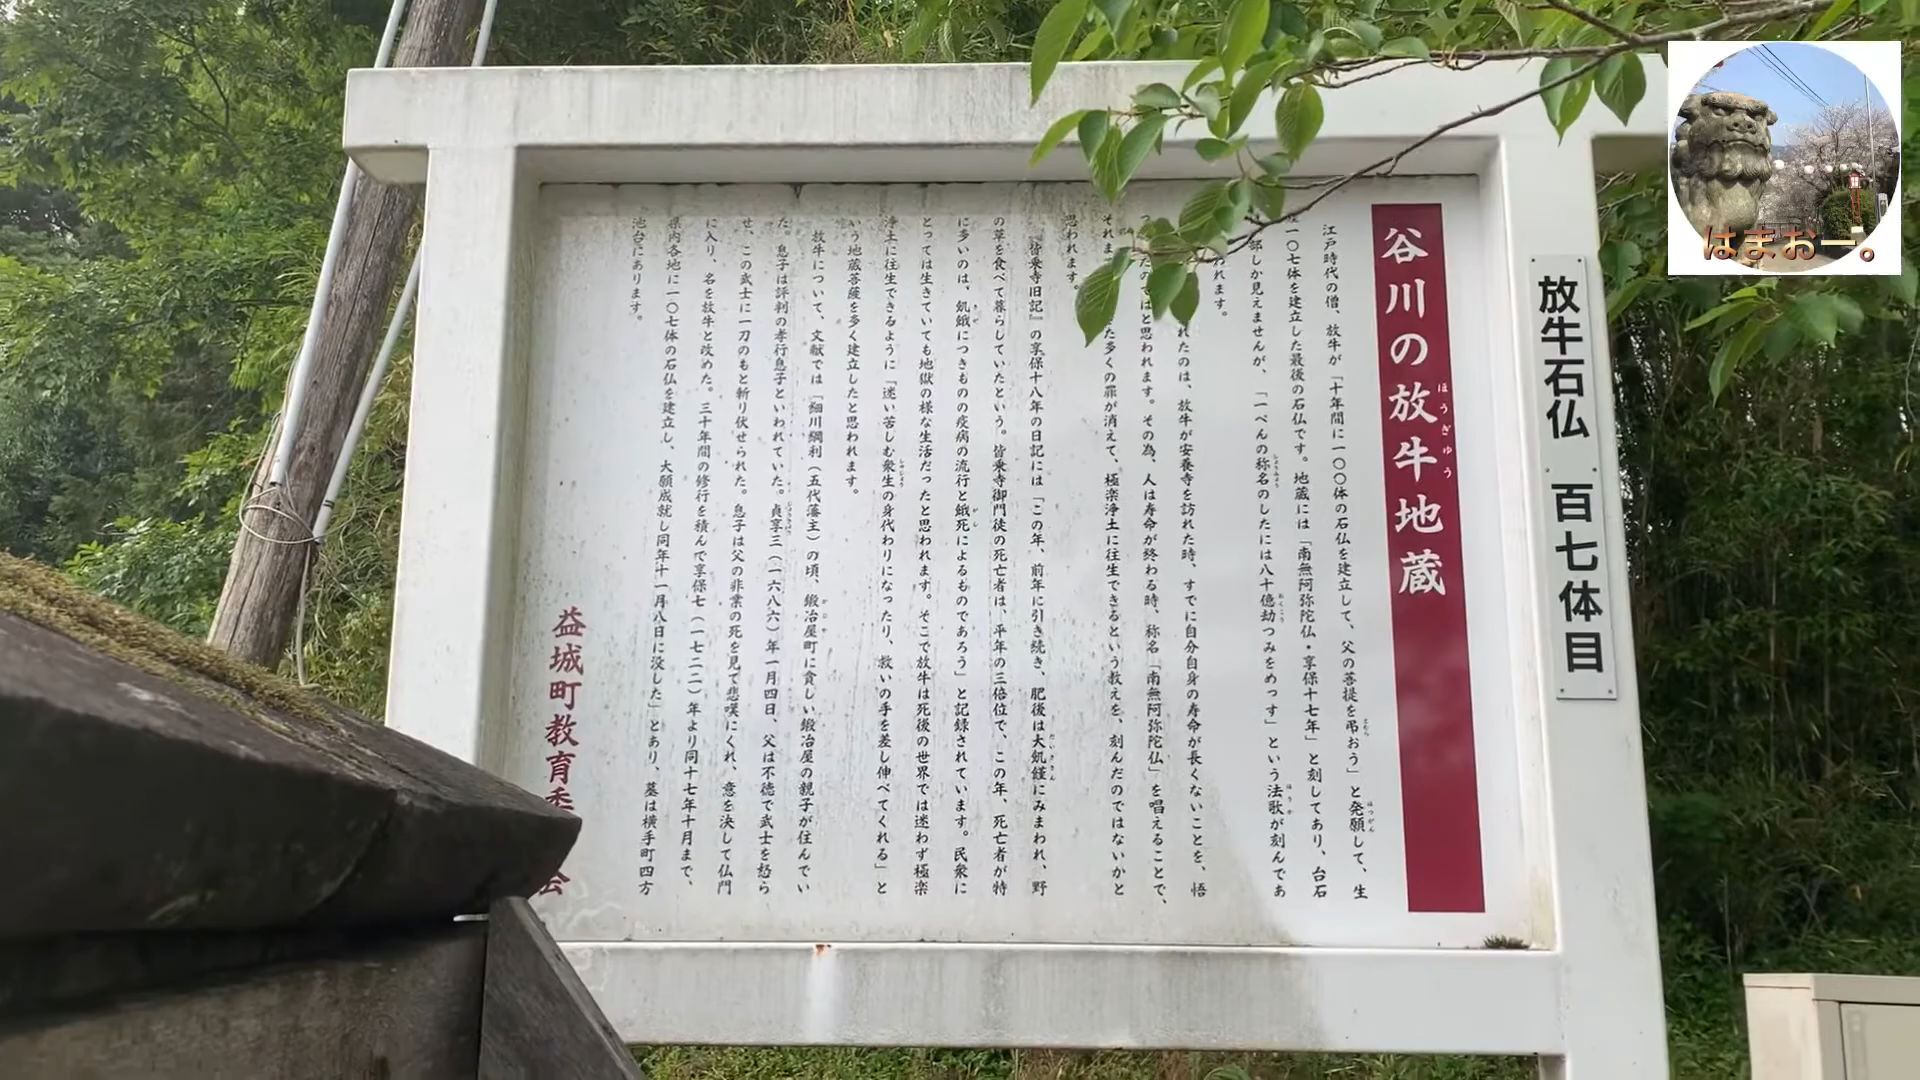 はまおー。
放牛石仏 百七体目
谷川の放牛地蔵
ほうぎゅう
江戸時代の僧、放牛が「十年間に一〇〇体の石仏を建立して、父の菩提を弔おう」と発願して、生
一〇七体を建立した最後の石仏です。地蔵には「南無阿弥陀仏・享保十七年」と刻してあり、台石
部しか見えませんが、「一ぺんの称名のしたには八十億劫つみをめっす」という法歌が刻んであ
われます。
れたのは、放牛が安養寺を訪れた時、すでに自分自身の寿命が長くないことを、悟
たのではと思われます。その為、人は寿命が終わる時、称名「南無阿弥陀仏」を唱えることで、
それま
た多くの罪が消えて、極楽浄土に往生できるという教えを、刻んだのではないかと
思われます。
『皆乗寺旧記』の享保十八年の日記には「この年、前年に引き続き、肥後は大飢饉にみまわれ、野
の草を食べて暮らしていたという。皆乗寺御門徒の死亡者は、平年の三倍位で、この年、死亡者が特
に多いのは、飢餓につきものの疫病の流行と餓死によるものであろう」と記録されています。民衆に
とっては生きていても地獄の様な生活だったと思われます。そこで放牛は死後の世界では迷わず極楽
浄土に往生できるように「迷い苦しむ衆生の身代わりになったり、救いの手を差し伸べてくれる」と
いう地蔵菩薩を多く建立したと思われます。
放牛について、文献では「細川綱利（五代藩主）の頃、鍛冶屋町に貧しい鍛冶屋の親子が住んでい
た。息子は評判の孝行息子といわれていた。貞享三（一六八六）年一月四日、父は不徳で武士を怒ら
せ、この武士に一刀のもと斬り伏せられた。息子は父の非業の死を見て悲嘆にくれ、意を決して仏門
に入り、名を放牛と改めた。三十年間の修行を積んで享保七（一七二二）年より同十七年十月まで、
県内各地に一〇七体の石仏を建立し、大願成就し同年十一月八日に没した」とあり、墓は横手町四方
池台にあります。
益城町教育委
会